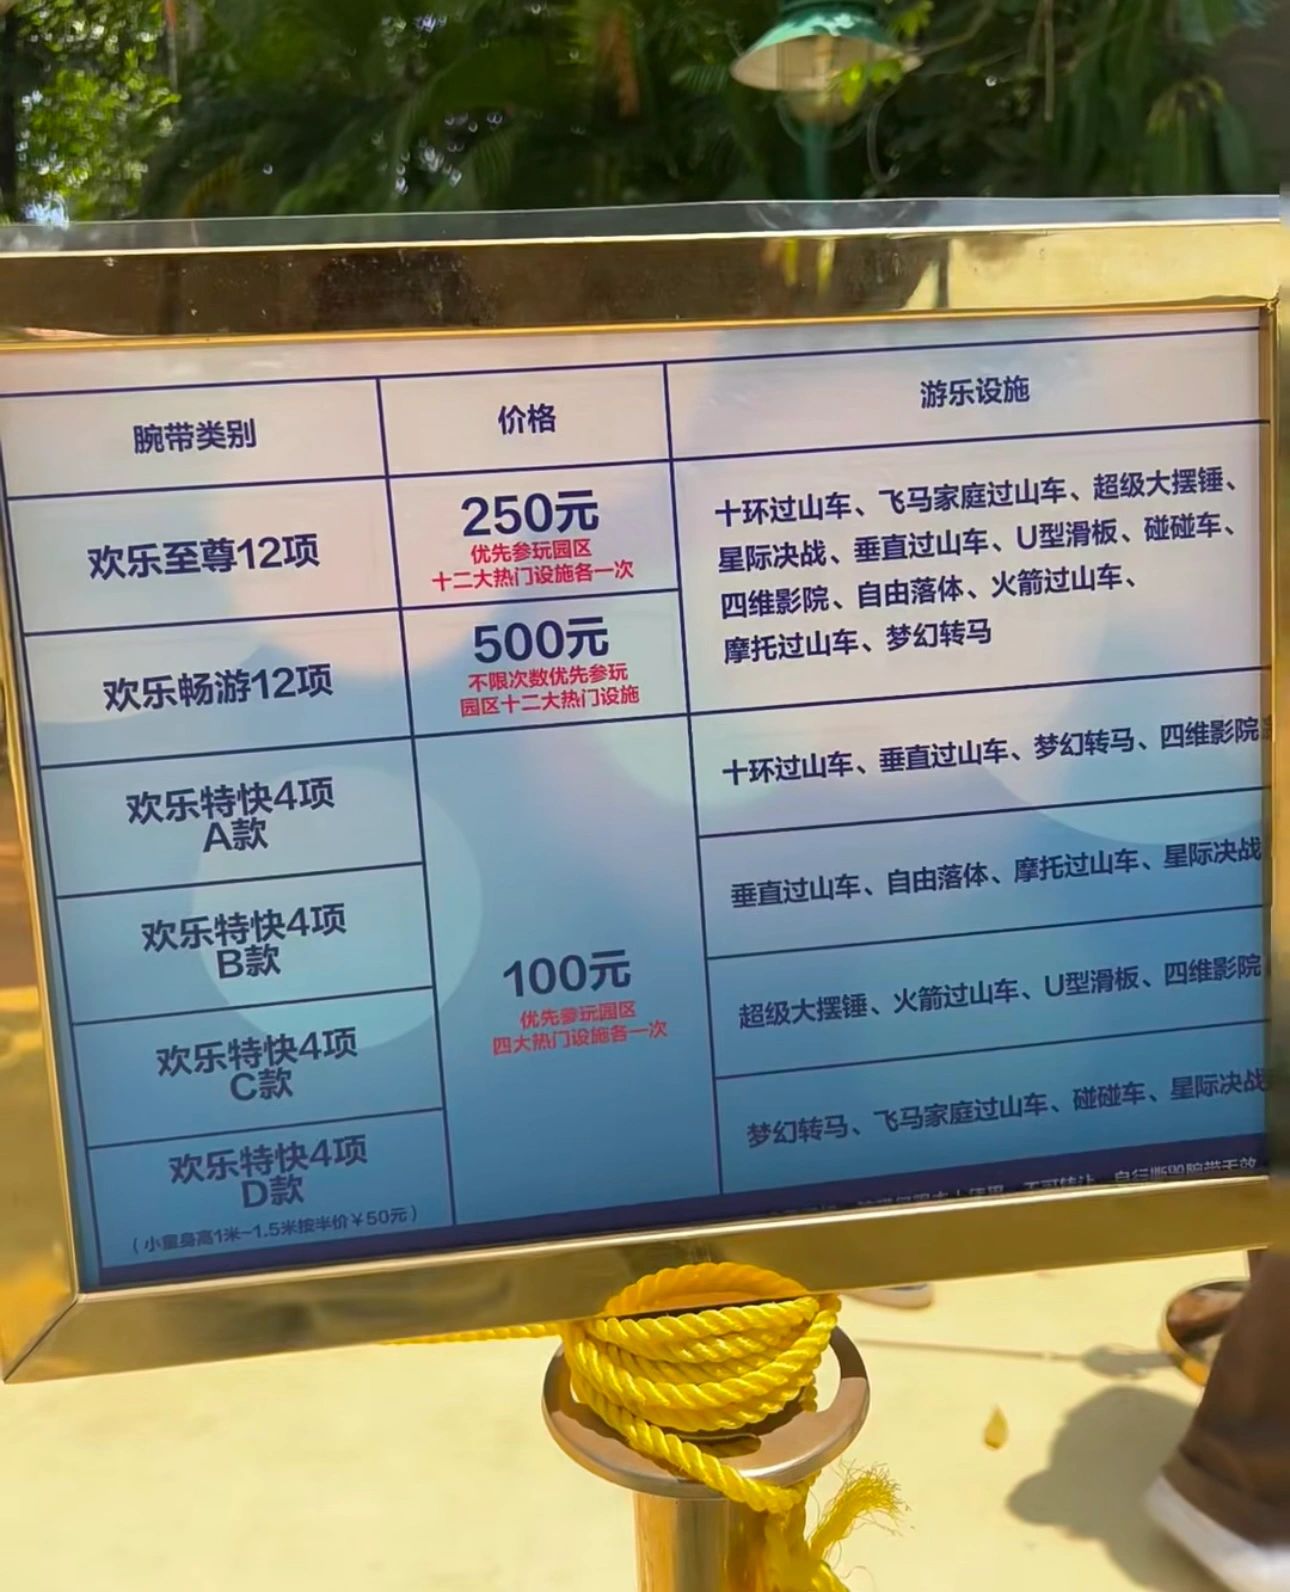 腕带类别
价格
游乐设施
欢乐至尊12项
250元
优先参玩园区
十二大热门设施各一次
十环过山车、飞马家庭过山车、超级大摆锤、
星际决战、垂直过山车、U型滑板、碰碰车、
四维影院、自由落体、火箭过山车、
摩托过山车、梦幻转马
欢乐畅游12项
500元
不限次数优先参玩
园区十二大热门设施
欢乐特快4项
A款
十环过山车、垂直过山车、梦幻转马、四维影院
欢乐特快4项
B款
垂直过山车、自由落体、摩托过山车、星际决战
100元
优先参玩园区
四大热门设施各一次
欢乐特快4项
C款
超级大摆锤、火箭过山车、U型滑板、四维影院
欢乐特快4项
D款
(小童身高1米-1.5米按半价¥50元)
梦幻转马、飞马家庭过山车、碰碰车、星际决战
不可转让